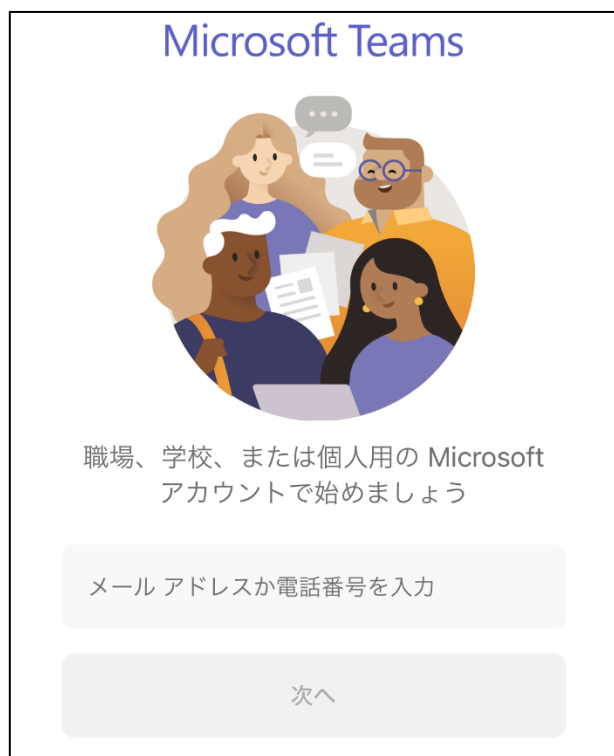 Microsoft Teams
職場、学校、または個人用の Microsoft
アカウントで始めましょう
メール アドレスか電話番号を入力
次へ